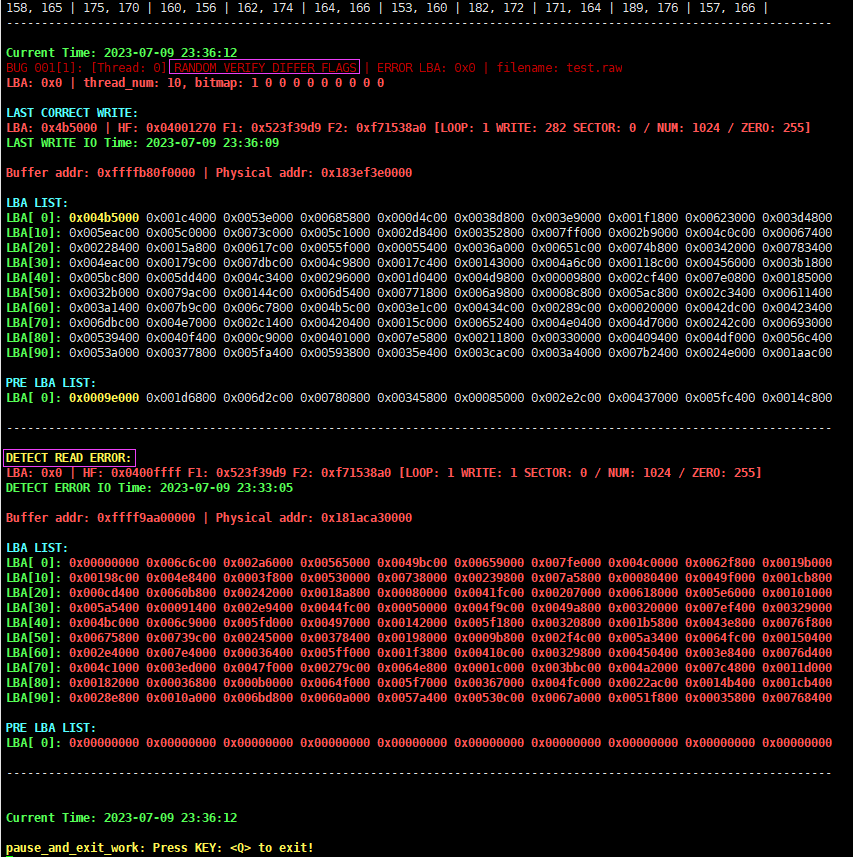 158, 165 | 175, 170 | 160, 156 | 162, 174 | 164, 166 | 153, 160 | 182, 172 | 171, 164 | 189, 176 | 157, 166 |
----------------------------------------------------------------------------------------------------------------------
Current Time: 2023-07-09 23:36:12
BUG 001[1]: [Thread: 0] RANDOM VERIFY DIFFER FLAGS | ERROR LBA: 0x0 | filename: test.raw
LBA: 0x0 | thread_num: 10, bitmap: 1 0 0 0 0 0 0 0 0 0
LAST CORRECT WRITE:
LBA: 0x4b5000 | HF: 0x04001270 F1: 0x523f39d9 F2: 0xf71538a0 [LOOP: 1 WRITE: 282 SECTOR: 0 / NUM: 1024 / ZERO: 255]
LAST WRITE IO Time: 2023-07-09 23:36:09
Buffer addr: 0xffffb80f0000 | Physical addr: 0x183ef3e0000
LBA LIST:
LBA[ 0]: 0x004b5000 0x001c4000 0x0053e000 0x00685800 0x000d4c00 0x0038d800 0x003e9000 0x001f1800 0x00623000 0x003d4800
LBA[10]: 0x005eac00 0x005c0000 0x0073c000 0x005c1000 0x002d8400 0x00352800 0x007ff000 0x002b9000 0x004c0c00 0x00067400
LBA[20]: 0x00228400 0x0015a800 0x00617c00 0x0055f000 0x00055400 0x0036a000 0x00651c00 0x0074b800 0x00342000 0x00783400
LBA[30]: 0x004eac00 0x00179c00 0x007dbc00 0x004c9800 0x0017c400 0x00143000 0x004a6c00 0x00118c00 0x00456000 0x003b1800
LBA[40]: 0x005bc800 0x005dd400 0x004c3400 0x00296000 0x001d0400 0x004d9800 0x00009800 0x002cf400 0x007e0800 0x00185000
LBA[50]: 0x0032b000 0x0079ac00 0x00144c00 0x006d5400 0x00771800 0x006a9800 0x0008c800 0x005ac800 0x002c3400 0x00611400
LBA[60]: 0x003a1400 0x007b9c00 0x006c7800 0x004b5c00 0x003e1c00 0x00434c00 0x00289c00 0x00020000 0x0042dc00 0x00423400
LBA[70]: 0x006dbc00 0x004e7000 0x002c1400 0x00420400 0x0015c000 0x00652400 0x004e0400 0x004d7000 0x00242c00 0x00693000
LBA[80]: 0x00539400 0x0040f400 0x000c9000 0x00401000 0x007e5800 0x00211800 0x00330000 0x00409400 0x004df000 0x0056c400
LBA[90]: 0x0053a000 0x00377800 0x005fa400 0x00593800 0x0035e400 0x003cac00 0x003a4000 0x007b2400 0x0024e000 0x001aac00
PRE LBA LIST:
LBA[ 0]: 0x0009e000 0x001d6800 0x006d2c00 0x00780800 0x00345800 0x00085000 0x002e2c00 0x00437000 0x005fc400 0x0014c800
----------------------------------------------------------------------------------------------------------------------
DETECT READ ERROR:
LBA: 0x0 | HF: 0x0400ffff F1: 0x523f39d9 F2: 0xf71538a0 [LOOP: 1 WRITE: 1 SECTOR: 0 / NUM: 1024 / ZERO: 255]
DETECT ERROR IO Time: 2023-07-09 23:33:05
Buffer addr: 0xffff9aa00000 | Physical addr: 0x181aca30000
LBA LIST:
LBA[ 0]: 0x00000000 0x006c6c00 0x002a6000 0x00565000 0x0049bc00 0x00659000 0x007fe000 0x004c0000 0x0062f800 0x0019b000
LBA[10]: 0x00198c00 0x004e8400 0x0003f800 0x00530000 0x00738000 0x00239800 0x007a5800 0x00080400 0x0049f000 0x001cb800
LBA[20]: 0x000cd400 0x0060b800 0x00242000 0x0018a800 0x00080000 0x0041fc00 0x00207000 0x00618000 0x005e6000 0x00101000
LBA[30]: 0x005a5400 0x00091400 0x002e9400 0x0044fc00 0x00050000 0x004f9c00 0x0049a800 0x00320000 0x007ef400 0x00329000
LBA[40]: 0x004bc000 0x006c9000 0x005fd000 0x00497000 0x00142000 0x005f1800 0x00320800 0x001b5800 0x0043e800 0x0076f800
LBA[50]: 0x00675800 0x00739c00 0x00245000 0x00378400 0x00198000 0x0009b800 0x002f4c00 0x005a3400 0x0064fc00 0x00150400
LBA[60]: 0x002e4000 0x007e4000 0x00036400 0x005ff000 0x001f3800 0x00410c00 0x00329800 0x00450400 0x003e8400 0x0076d400
LBA[70]: 0x004c1000 0x003ed000 0x0047f000 0x00279c00 0x0064e800 0x0001c000 0x003bbc00 0x004a2000 0x007c4800 0x0011d000
LBA[80]: 0x00182000 0x00036800 0x000b0000 0x0064f000 0x005f7000 0x00367000 0x004fc000 0x0022ac00 0x0014b400 0x001cb400
LBA[90]: 0x0028e800 0x0010a000 0x006bd800 0x0060a000 0x0057a400 0x00530c00 0x0067a000 0x0051f800 0x00035800 0x00768400
PRE LBA LIST:
LBA[ 0]: 0x00000000 0x00000000 0x00000000 0x00000000 0x00000000 0x00000000 0x00000000 0x00000000 0x00000000 0x00000000
----------------------------------------------------------------------------------------------------------------------
Current Time: 2023-07-09 23:36:12
pause_and_exit_work: Press KEY: <Q> to exit!